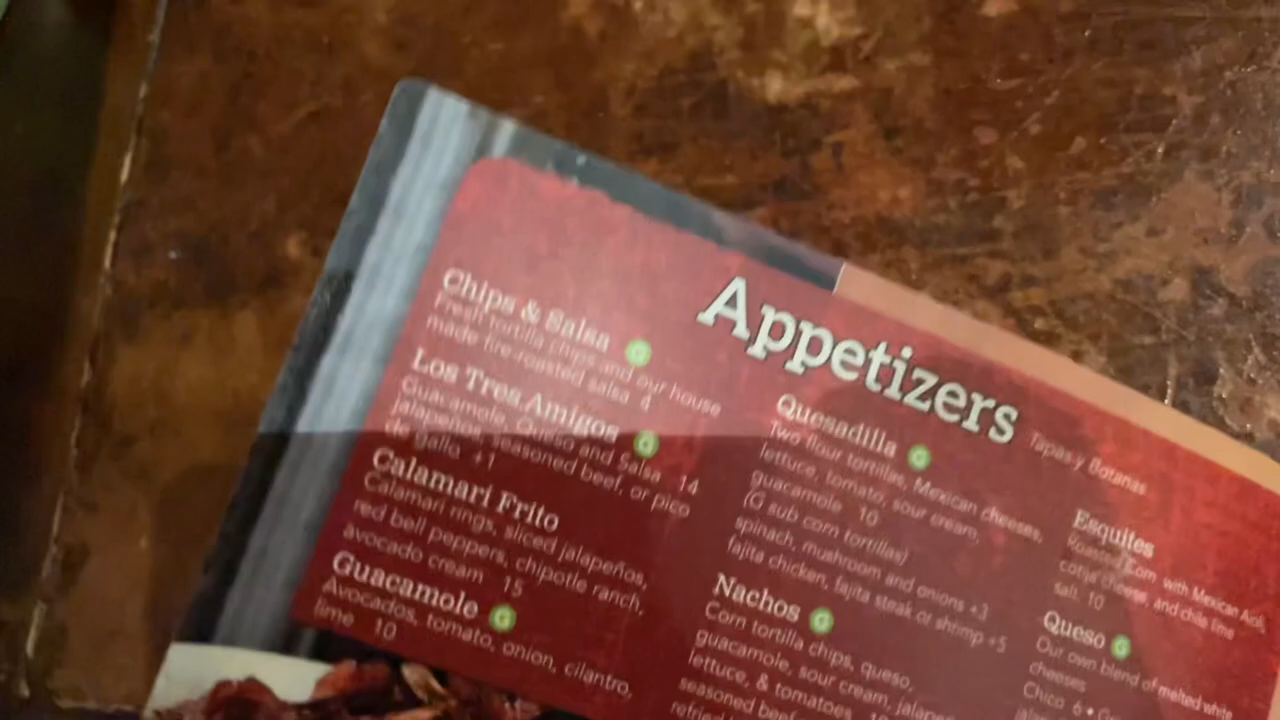 Appetizers Tapas y Botanas
Chips & Salsa G
Fresh tortilla chips and our house
made fire-roasted salsa 4
Los Tres Amigos G
Guacamole, Queso and Salsa 14
jalapeños, seasoned beef, or pico
de gallo +1
Calamari Frito
Calamari rings, sliced jalapeños,
red bell peppers, chipotle ranch,
avocado cream 15
Guacamole G
Avocados, tomato, onion, cilantro,
lime 10
Quesadilla G
Two flour tortillas, Mexican cheeses,
lettuce, tomato, sour cream,
guacamole 10
(G sub corn tortillas)
spinach, mushroom and onions +3
fajita chicken, fajita steak or shrimp +5
Nachos G
Corn tortilla chips, queso,
guacamole, sour cream,
lettuce, & tomatoes
seasoned beef
refried
Esquites
Roasted Corn with Mexican Aioli,
cotija cheese, and chile lime
salt 10
Queso G
Our own blend of melted white
cheeses
Chico 6 •